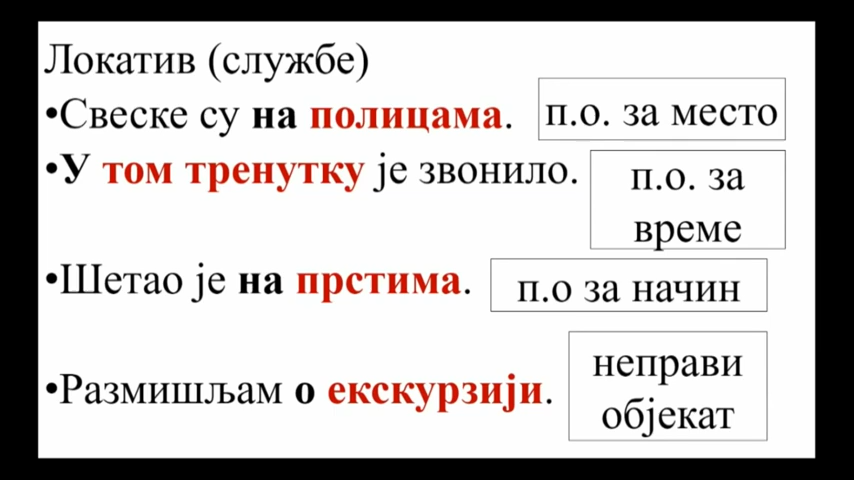 Локатив (службе)
•Свеске су на полицама.
п.о. за место
•У том тренутку је звонило.
п.о. за
време
•Шетао је на прстима.
п.о за начин
•Размишљам о екскурзији.
неправи
објекат